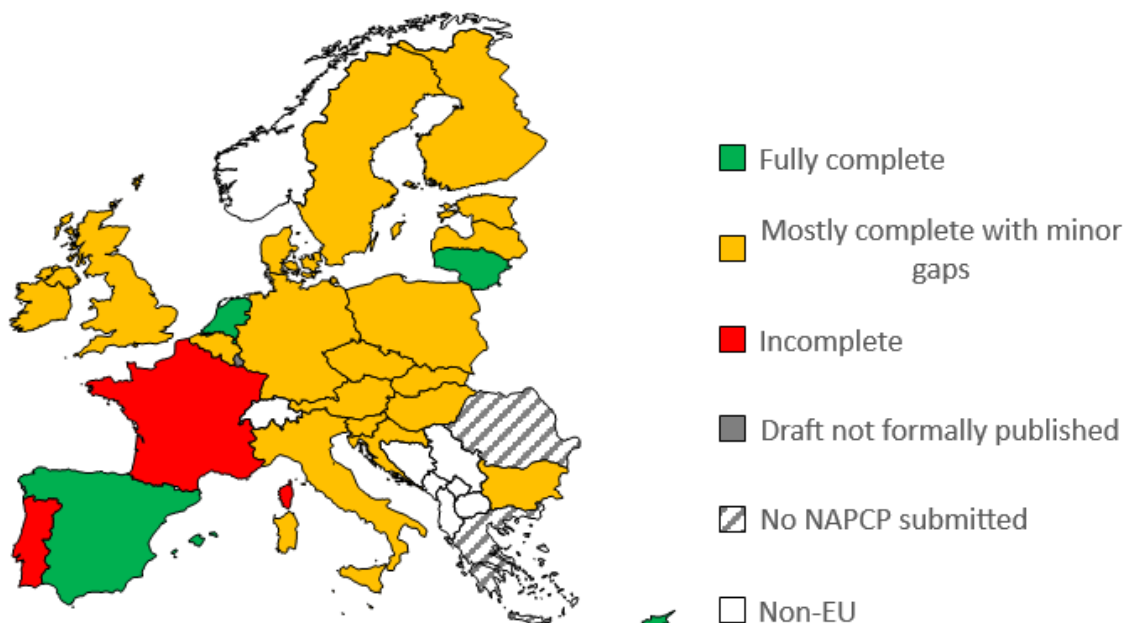 Fully complete
Mostly complete with minor
gaps
Incomplete
Draft not formally published
No NAPCP submitted
Non-EU